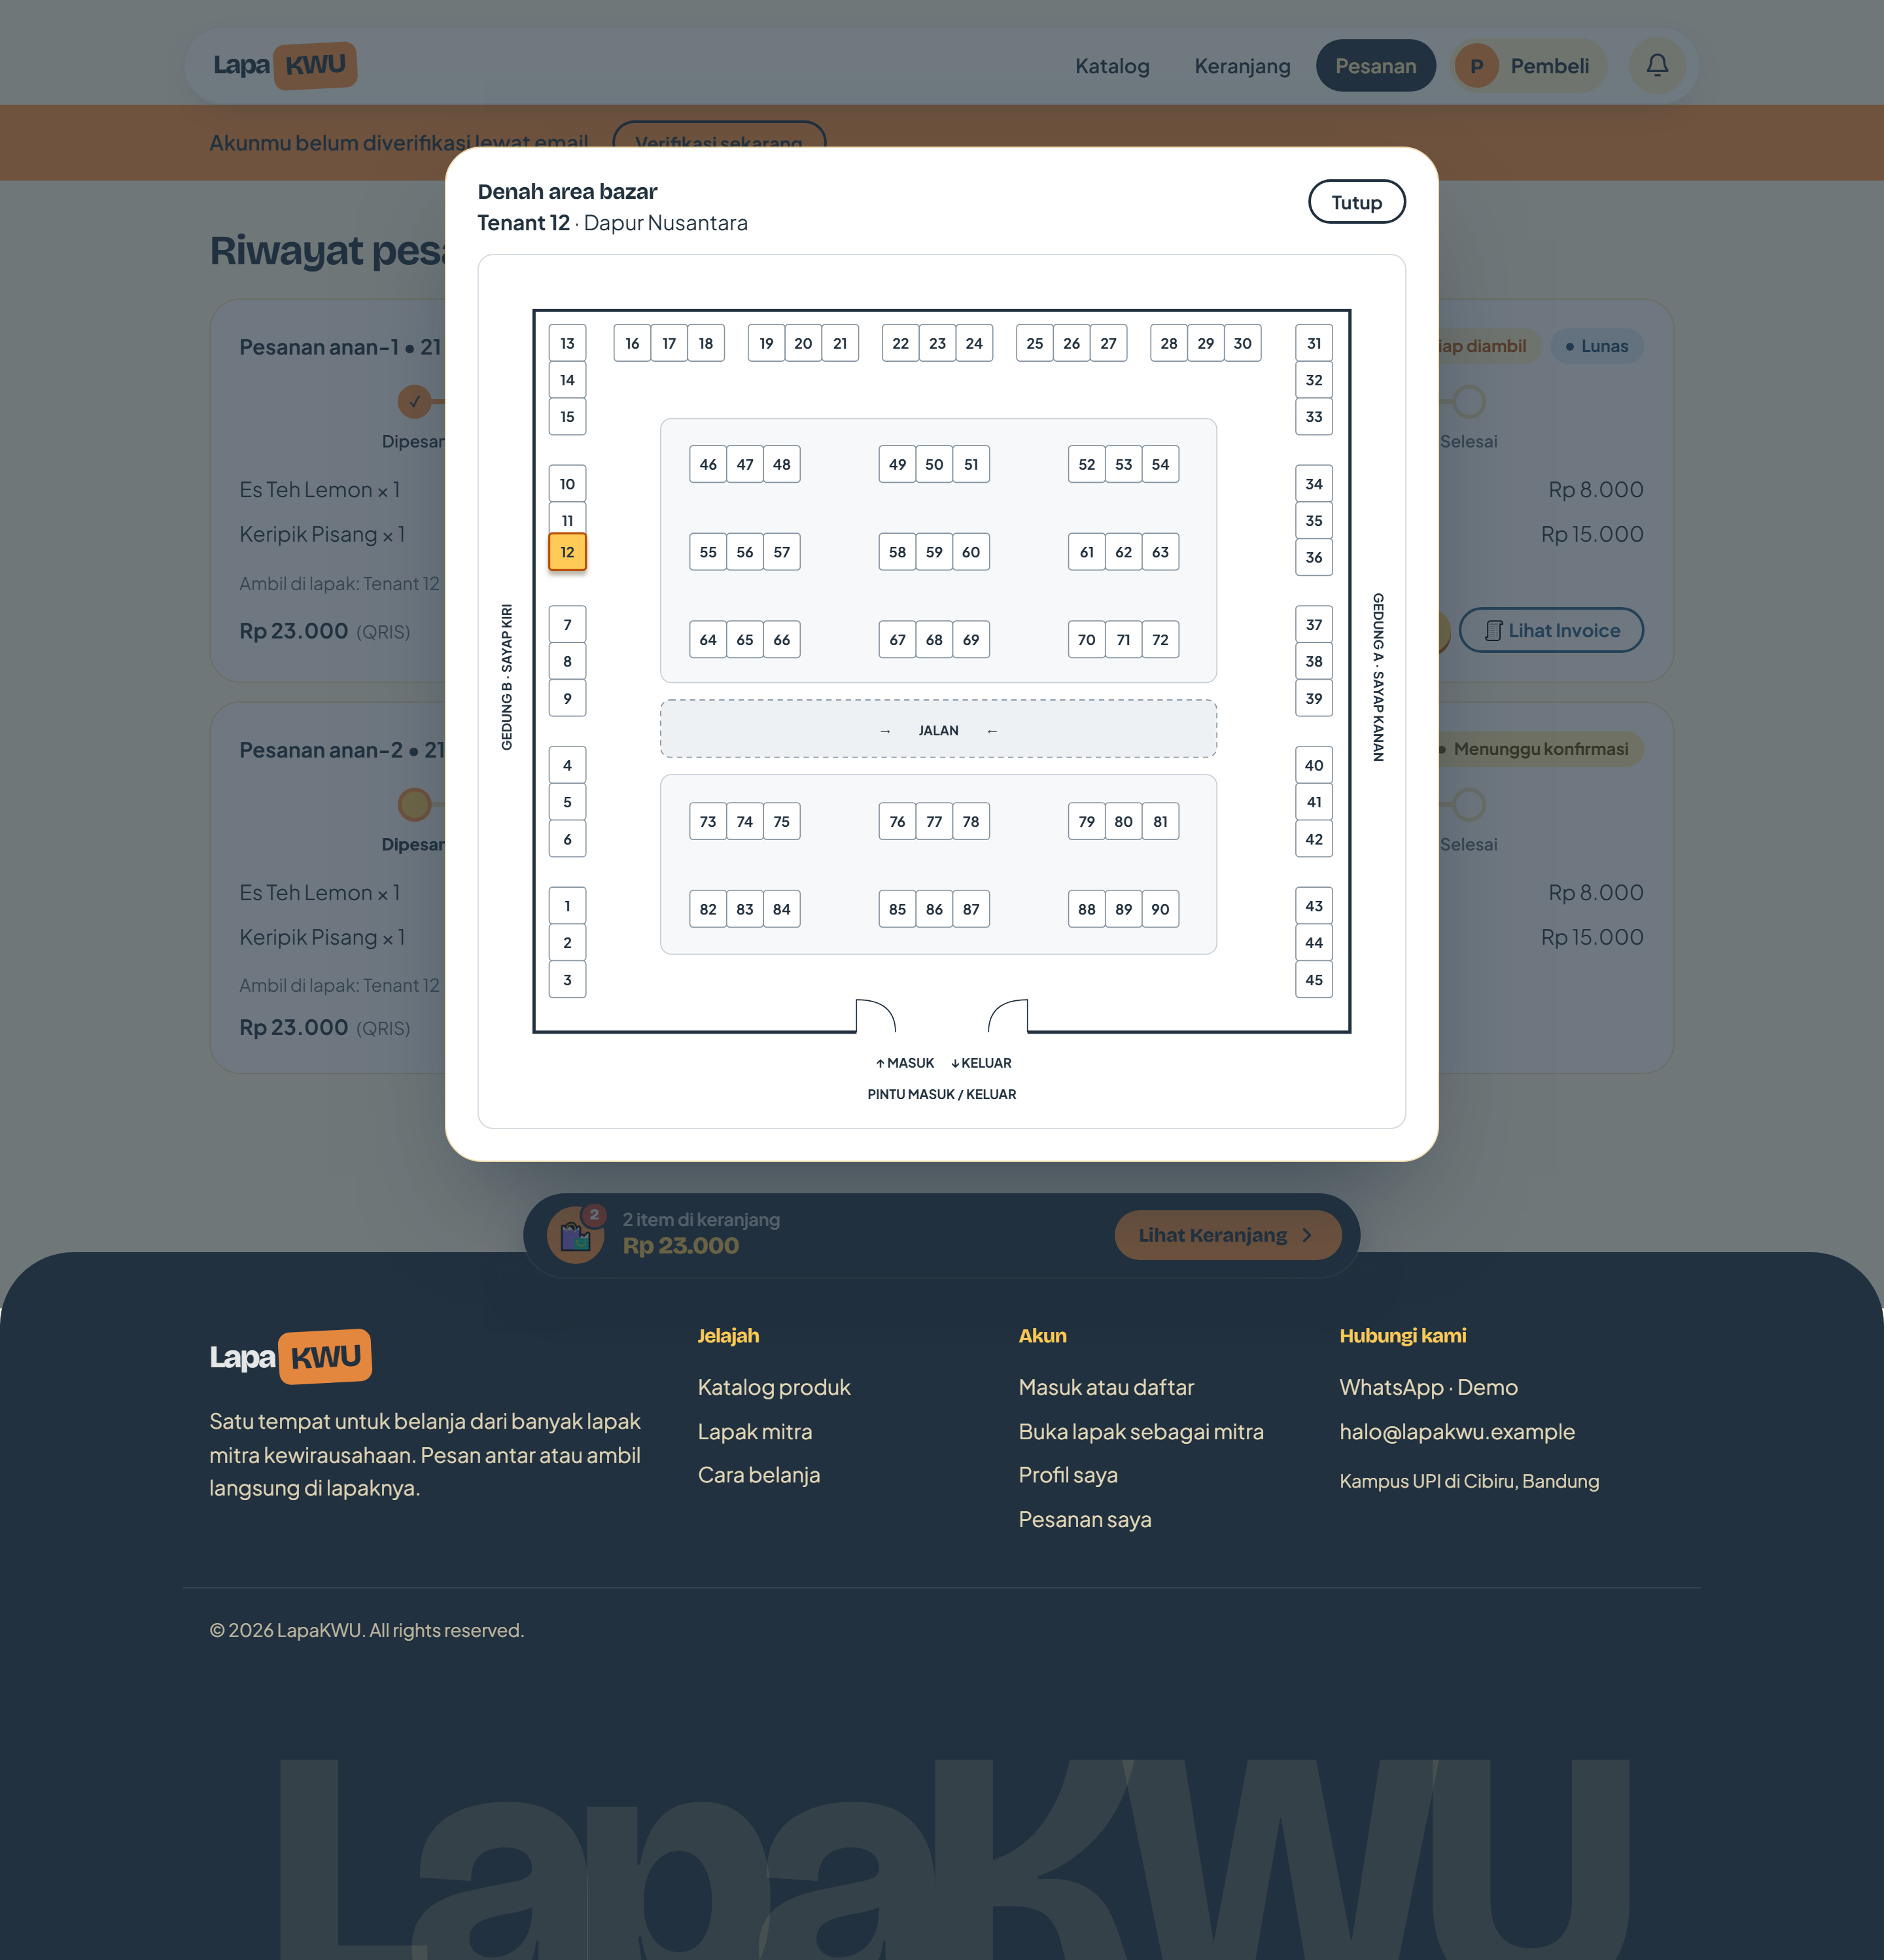 Lapa KWU
Katalog Keranjang Pesanan P Pembeli
Akunmu belum diverifikasi lewat email Verifikasi sekarang
Denah area bazar
Tenant 12 · Dapur Nusantara
Tutup
Riwayat
Pesanan anan-1 • 21
iap diambil • Lunas
✓
Dipesan
Selesai
Es Teh Lemon × 1
Rp 8.000
Keripik Pisang × 1
Rp 15.000
Ambil di lapak: Tenant 12
Rp 23.000 (QRIS)
Lihat Invoice
Pesanan anan-2 • 21
• Menunggu konfirmasi
Dipesan
Selesai
Es Teh Lemon × 1
Rp 8.000
Keripik Pisang × 1
Rp 15.000
Ambil di lapak: Tenant 12
Rp 23.000 (QRIS)
13 16 17 18 19 20 21 22 23 24 25 26 27 28 29 30 31
14 32
15 33
46 47 48 49 50 51 52 53 54
10 34
11 35
12 55 56 57 58 59 60 61 62 63 36
GEDUNG B · SAYAP KIRI
GEDUNG A · SAYAP KANAN
7 64 65 66 67 68 69 70 71 72 37
8 38
9 39
→ JALAN ←
4 40
5 73 74 75 76 77 78 79 80 81 41
6 42
1 82 83 84 85 86 87 88 89 90 43
2 44
3 45
↑ MASUK ↓ KELUAR
PINTU MASUK / KELUAR
2
2 item di keranjang
Rp 23.000
Lihat Keranjang
Lapa KWU
Satu tempat untuk belanja dari banyak lapak
mitra kewirausahaan. Pesan antar atau ambil
langsung di lapaknya.
Jelajah
Katalog produk
Lapak mitra
Cara belanja
Akun
Masuk atau daftar
Buka lapak sebagai mitra
Profil saya
Pesanan saya
Hubungi kami
WhatsApp · Demo
halo@lapakwu.example
Kampus UPI di Cibiru, Bandung
© 2026 LapaKWU. All rights reserved.
LapaKWU